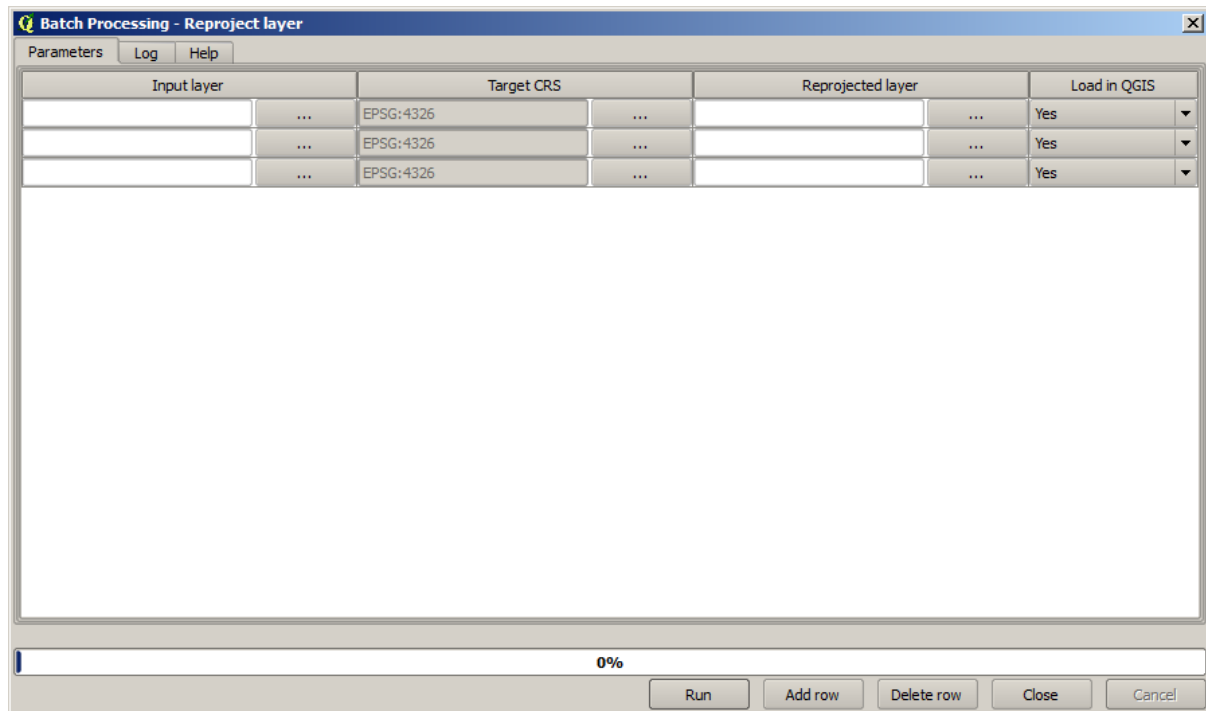 Batch Processing - Reproject layer
Parameters Log Help
Input layer Target CRS Reprojected layer Load in QGIS
... EPSG:4326 ... ... Yes
... EPSG:4326 ... ... Yes
... EPSG:4326 ... ... Yes
0%
Run Add row Delete row Close Cancel